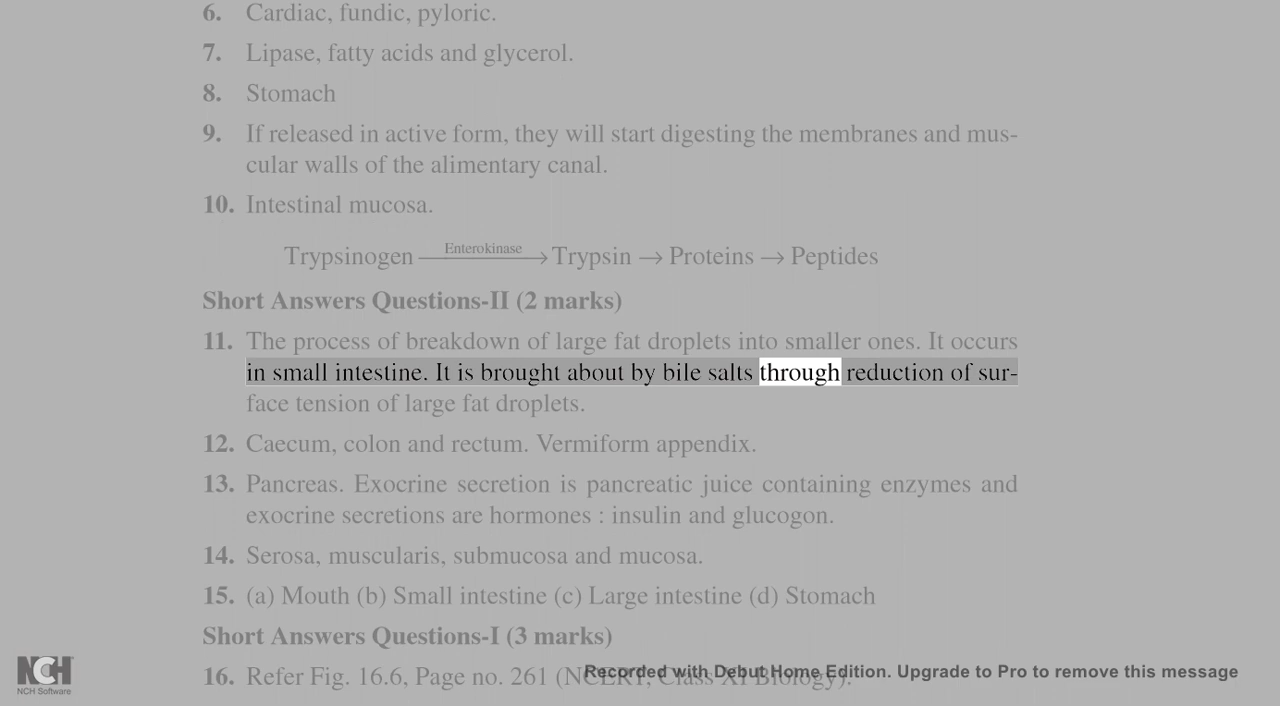 6. Cardiac, fundic, pyloric.
7. Lipase, fatty acids and glycerol.
8. Stomach
9. If released in active form, they will start digesting the membranes and mus-
cular walls of the alimentary canal.
10. Intestinal mucosa.
Trypsinogen —Enterokinase→ Trypsin → Proteins → Peptides
Short Answers Questions-II (2 marks)
11. The process of breakdown of large fat droplets into smaller ones. It occurs
in small intestine. It is brought about by bile salts through reduction of sur-
face tension of large fat droplets.
12. Caecum, colon and rectum. Vermiform appendix.
13. Pancreas. Exocrine secretion is pancreatic juice containing enzymes and
exocrine secretions are hormones : insulin and glucogon.
14. Serosa, muscularis, submucosa and mucosa.
15. (a) Mouth (b) Small intestine (c) Large intestine (d) Stomach
Short Answers Questions-I (3 marks)
16. Refer Fig. 16.6, Page no. 261 (NCERT, Class XI Biology).
Recorded with Debut Home Edition. Upgrade to Pro to remove this message
NCH
NCH Software